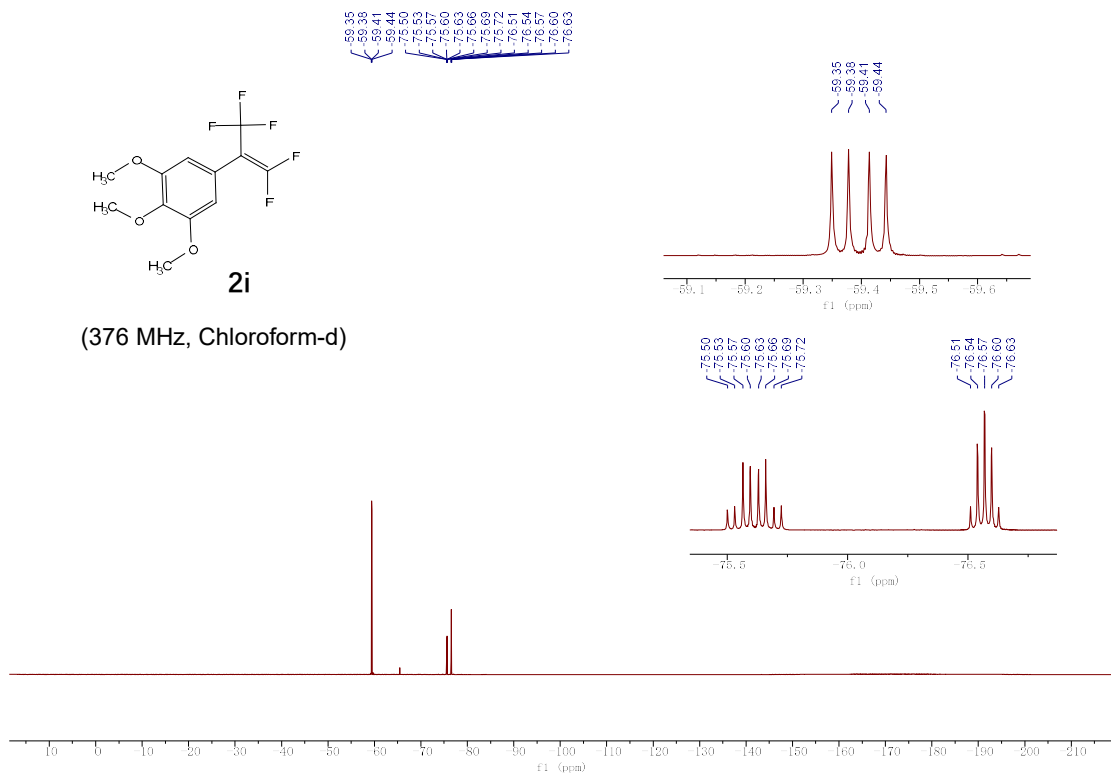 -59.35
-59.38
-59.41
-59.44
-75.50
-75.53
-75.57
-75.60
-75.63
-75.66
-75.69
-75.72
-76.51
-76.54
-76.57
-76.60
-76.63
F
F F
F
F
O
H3C
O
H3C
O
H3C
2i
(376 MHz, Chloroform-d)
-59.35
-59.38
-59.41
-59.44
-59.1 -59.2 -59.3 -59.4 -59.5 -59.6
f1 (ppm)
-75.50
-75.53
-75.57
-75.60
-75.63
-75.66
-75.69
-75.72
-76.51
-76.54
-76.57
-76.60
-76.63
-75.5 -76.0 -76.5
f1 (ppm)
10 0 -10 -20 -30 -40 -50 -60 -70 -80 -90 -100 -110 -120 -130 -140 -150 -160 -170 -180 -190 -200 -210
f1 (ppm)